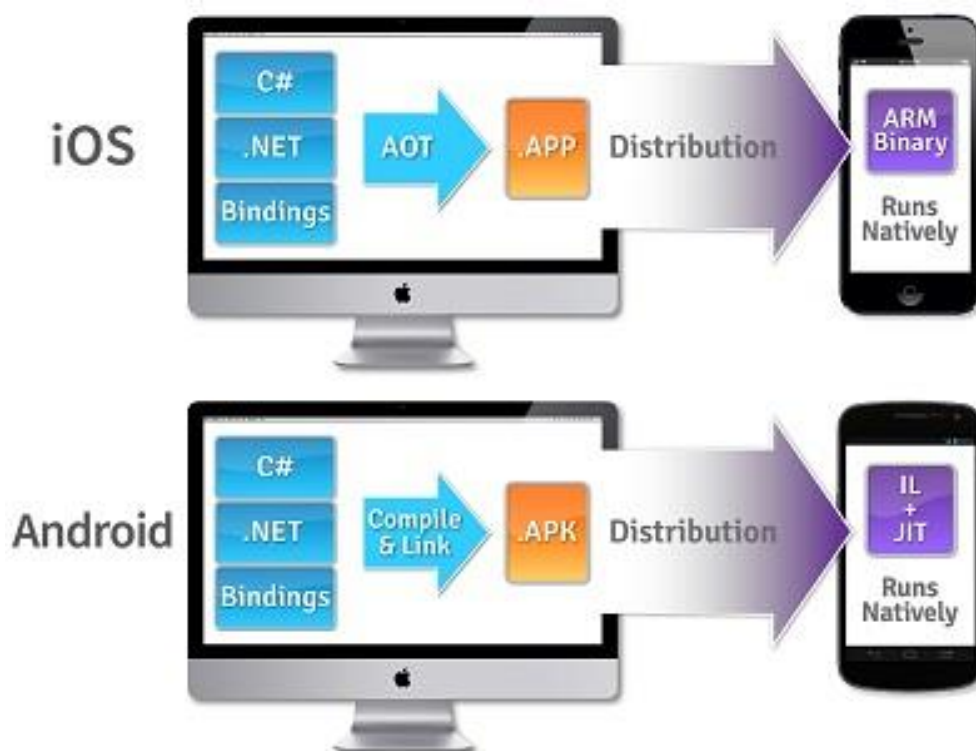 iOS
C#
.NET
Bindings
AOT
.APP
Distribution
ARM
Binary
Runs
Natively
Android
C#
.NET
Bindings
Compile
& Link
.APK
Distribution
IL
+
JIT
Runs
Natively